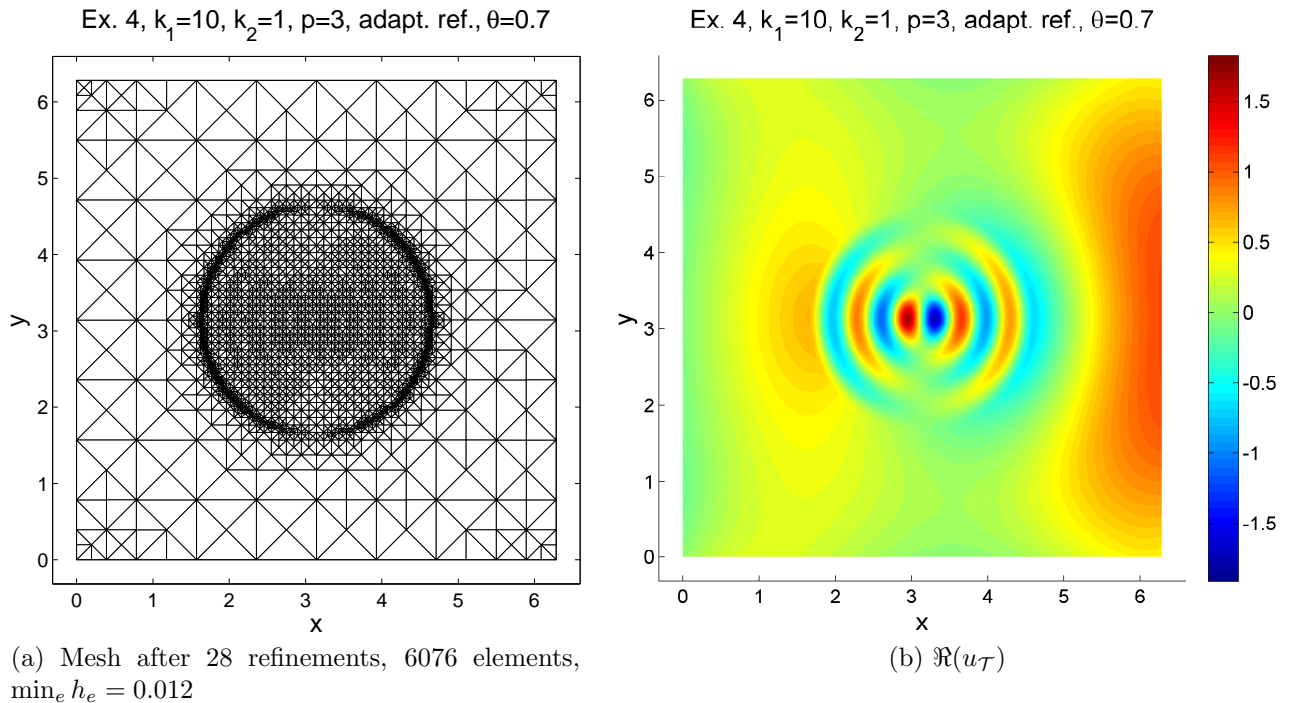 Ex. 4, k₁=10, k₂=1, p=3, adapt. ref., θ=0.7
6
5
4
3
2
1
0
y
0 1 2 3 4 5 6
x
(a) Mesh after 28 refinements, 6076 elements,
minₑ hₑ = 0.012
Ex. 4, k₁=10, k₂=1, p=3, adapt. ref., θ=0.7
6
5
4
3
2
1
0
y
0 1 2 3 4 5 6
x
1.5
1
0.5
0
-0.5
-1
-1.5
(b) ℜ(u_𝒯)